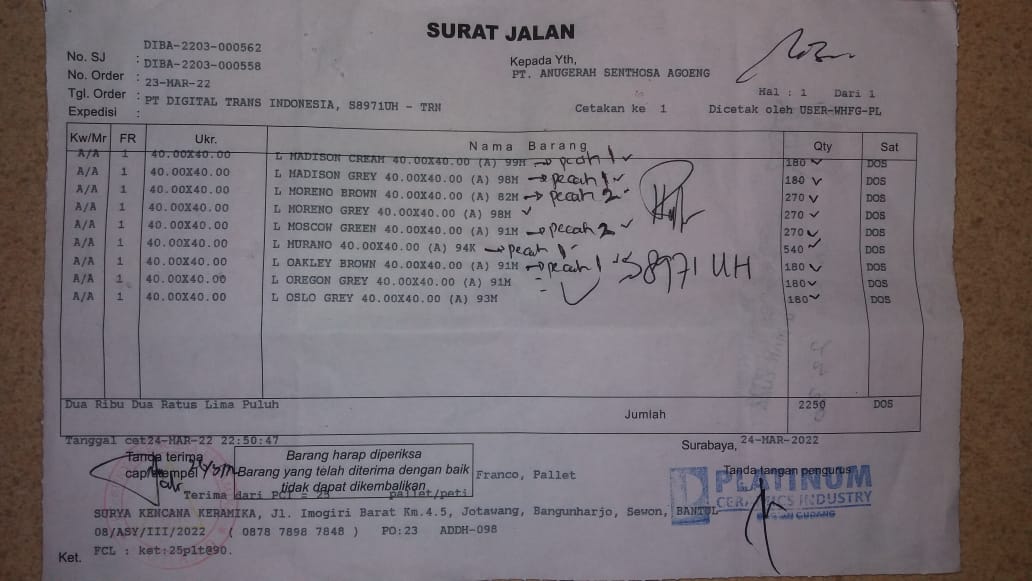 SURAT JALAN
No. SJ : DIBA-2203-000562
No. Order : DIBA-2203-000558
Tgl. Order : 23-MAR-22
Expedisi : PT DIGITAL TRANS INDONESIA, S8971UH - TRN
Kepada Yth,
PT. ANUGERAH SENTHOSA AGOENG
Hal : 1 Dari 1
Cetakan ke 1 Dicetak oleh USER-WHFG-PL
Kw/Mr FR Ukr. Nama Barang Qty Sat
A/A 1 40.00X40.00 L MADISON CREAM 40.00X40.00 (A) 99M → pecah 1 ✓ 180 ✓ DOS
A/A 1 40.00X40.00 L MADISON GREY 40.00X40.00 (A) 98M → pecah 1 ✓ 180 ✓ DOS
A/A 1 40.00X40.00 L MORENO BROWN 40.00X40.00 (A) 82M → pecah 2 270 ✓ DOS
A/A 1 40.00X40.00 L MORENO GREY 40.00X40.00 (A) 98M ✓ 270 ✓ DOS
A/A 1 40.00X40.00 L MOSCOW GREEN 40.00X40.00 (A) 91M → pecah 2 ✓ 270 ✓ DOS
A/A 1 40.00X40.00 L MURANO 40.00X40.00 (A) 94K → pecah 1 540 ✓ DOS
A/A 1 40.00X40.00 L OAKLEY BROWN 40.00X40.00 (A) 91M → pecah 1 S8971 UH 180 ✓ DOS
A/A 1 40.00X40.00 L OREGON GREY 40.00X40.00 (A) 91M 180 ✓ DOS
A/A 1 40.00X40.00 L OSLO GREY 40.00X40.00 (A) 93M ✓ 180 ✓ DOS
Dua Ribu Dua Ratus Lima Puluh Jumlah 2250 DOS
Tanggal cet24-MAR-22 22:50:47
Surabaya, 24-MAR-2022
Tanda terima
cap/stempel
Barang harap diperiksa
Barang yang telah diterima dengan baik
tidak dapat dikembalikan
Franco, Pallet
Tanda tangan pengurus
PLATINUM
CERAMICS INDUSTRY
GUDANG
Terima dari PCI = 25 pallet/peti
SURYA KENCANA KERAMIKA, Jl. Imogiri Barat Km.4.5, Jotawang, Bangunharjo, Sewon, BANTUL
08/ASY/III/2022 ( 0878 7898 7848 ) PO:23 ADDH-098
Ket. FCL : ket:25plt@90.